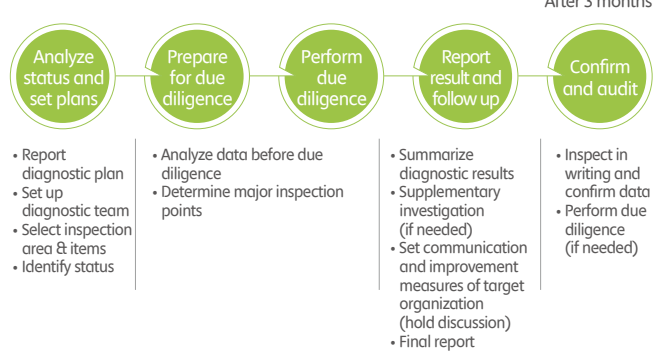 After 3 months
Analyze
status and
set plans
Prepare
for due
diligence
Perform
due
diligence
Report
result and
follow up
Confirm
and audit
• Report
diagnostic plan
• Set up
diagnostic team
• Select inspection
area & items
• Identify status
• Analyze data before due
diligence
• Determine major inspection
points
• Summarize
diagnostic results
• Supplementary
investigation
(if needed)
• Set communication
and improvement
measures of target
organization
(hold discussion)
• Final report
• Inspect in
writing and
confirm data
• Perform due
diligence
(if needed)